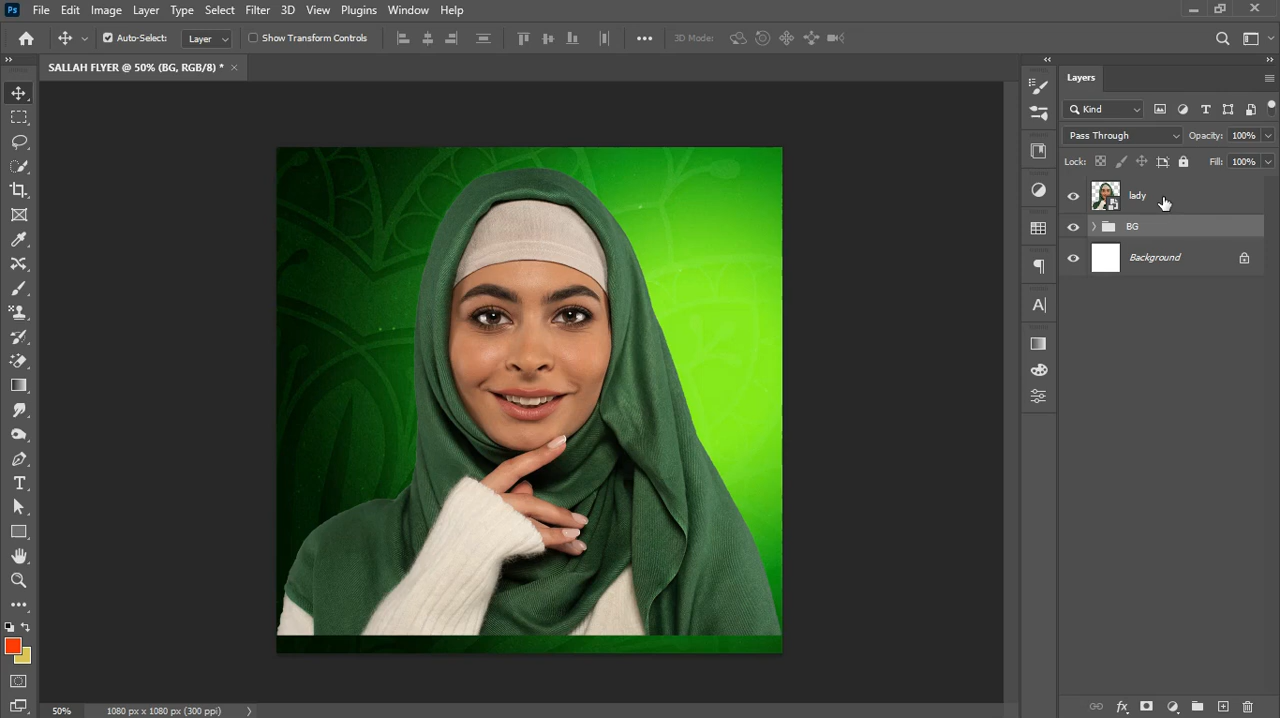 Ps File Edit Image Layer Type Select Filter 3D View Plugins Window Help
Auto-Select: Layer Show Transform Controls 3D Mode:
SALLAH FLYER @ 50% (BG, RGB/8) *
Layers
Kind
Pass Through Opacity: 100%
Lock: Fill: 100%
lady
BG
Background
50% 1080 px x 1080 px (300 ppi)